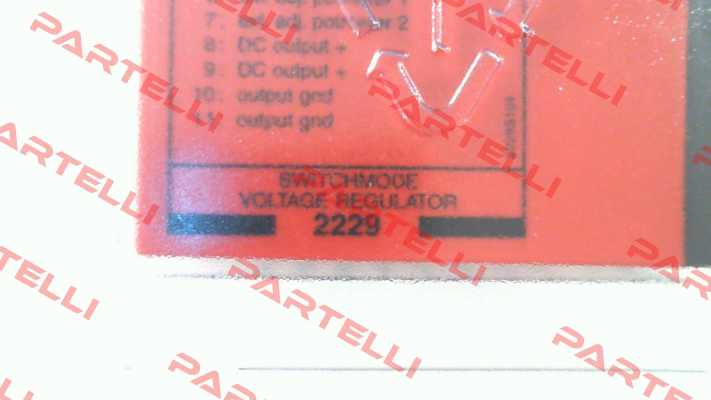 7: ext. adj. potmeter 2
8: DC output +
9: DC output +
10: output gnd
11: output gnd
SWITCHMODE
VOLTAGE REGULATOR
2229
PARTELLI
PARTELLI
PARTELLI
PARTELLI
PARTELLI
PARTELLI
PARTELLI